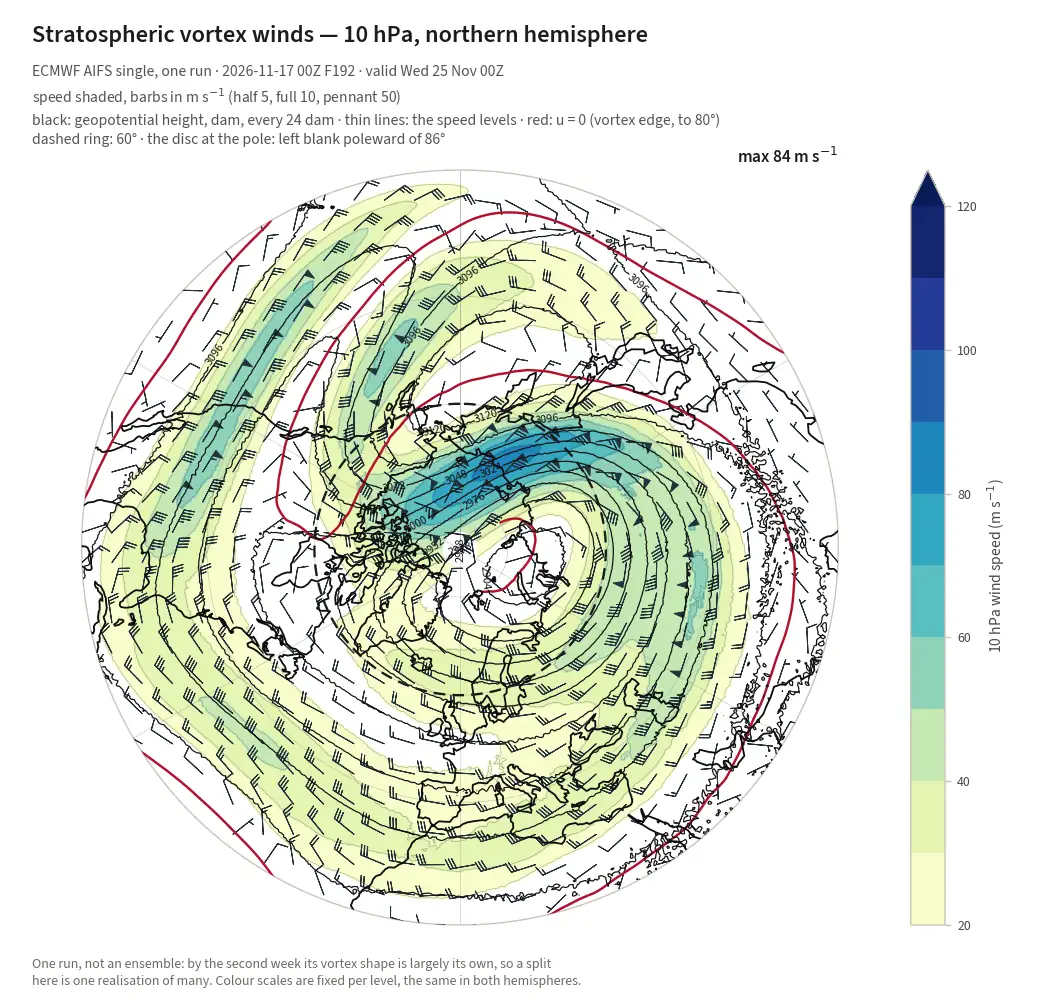 Stratospheric vortex winds — 10 hPa, northern hemisphere
ECMWF AIFS single, one run · 2026-11-17 00Z F192 · valid Wed 25 Nov 00Z
speed shaded, barbs in m s⁻¹ (half 5, full 10, pennant 50)
black: geopotential height, dam, every 24 dam · thin lines: the speed levels · red: u = 0 (vortex edge, to 80°)
dashed ring: 60° · the disc at the pole: left blank poleward of 86°
max 84 m s⁻¹
120
100
80
60
40
20
10 hPa wind speed (m s⁻¹)
3096
3096
3096
3096
3120
3096
3048
2976
One run, not an ensemble: by the second week its vortex shape is largely its own, so a split
here is one realisation of many. Colour scales are fixed per level, the same in both hemispheres.